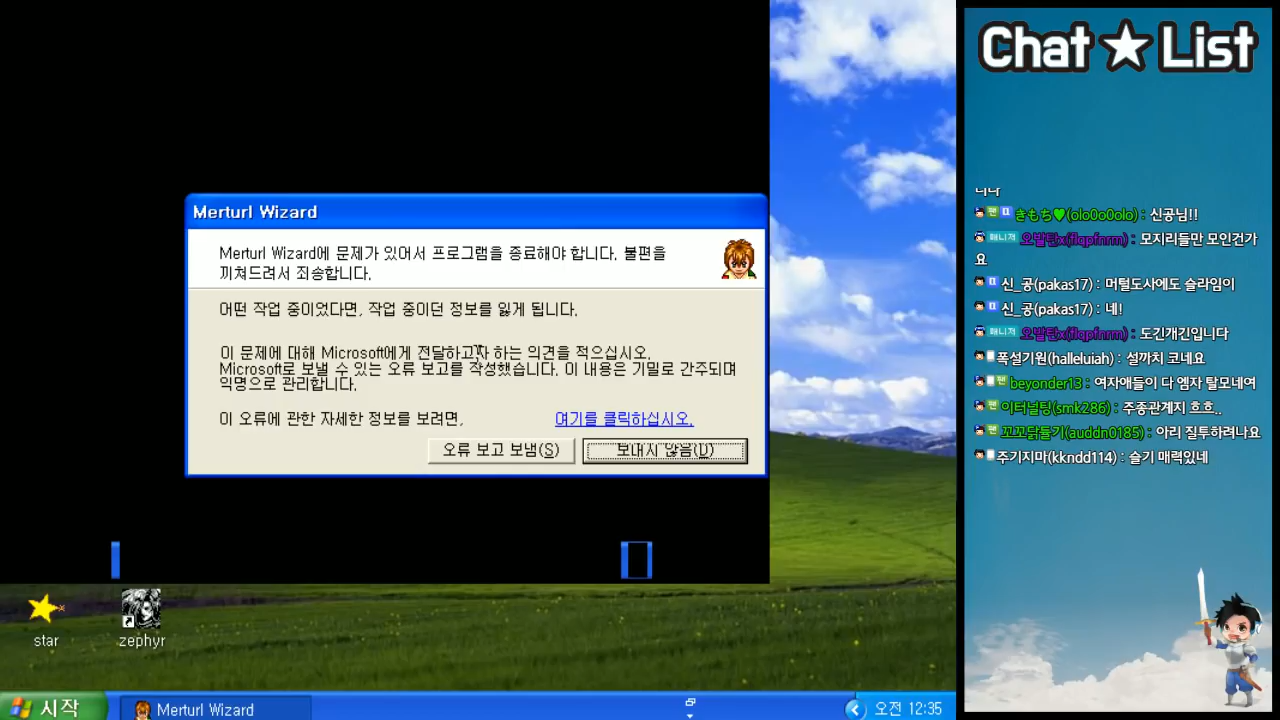 Merturl Wizard
Merturl Wizard에 문제가 있어서 프로그램을 종료해야 합니다. 불편을
끼쳐드려서 죄송합니다.
어떤 작업 중이었다면, 작업 중이던 정보를 잃게 됩니다.
이 문제에 대해 Microsoft에게 전달하고자 하는 의견을 적으십시오.
Microsoft로 보낼 수 있는 오류 보고를 작성했습니다. 이 내용은 기밀로 간주되며
익명으로 관리합니다.
이 오류에 관한 자세한 정보를 보려면, 여기를 클릭하십시오.
오류 보고 보냄(S) 보내지 않음(D)
star zephyr
시작 Merturl Wizard 오전 12:35
Chat★List
니다
팬 きもち♥(olo0o0olo) : 신공님!!
매니저 오발탄x(flqpfnrm) : 모지리들만 모인건가
요
신_공(pakas17) : 머털도사에도 슬라임이
신_공(pakas17) : 네!
매니저 오발탄x(flqpfnrm) : 도긴개긴입니다
폭설기원(halleluiah) : 설까치 코네요
팬 beyonder13 : 여자애들이 다 엠자 탈모네여
팬 이터널팅(smk286) : 주종관계지 흐흐..
팬 꼬꼬닭들기(auddn0185) : 아리 질투하려나요
주기지마(kkndd114) : 슬기 매력있네